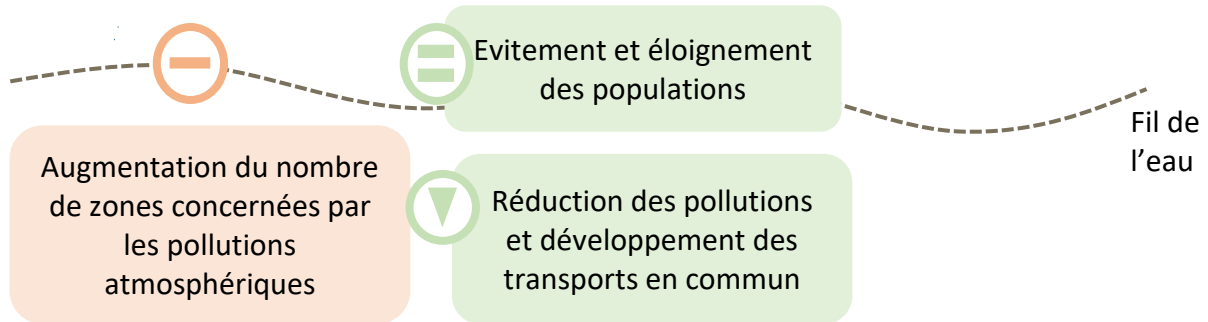 Evitement et éloignement
des populations
Fil de
l’eau
Augmentation du nombre
de zones concernées par
les pollutions
atmosphériques
Réduction des pollutions
et développement des
transports en commun